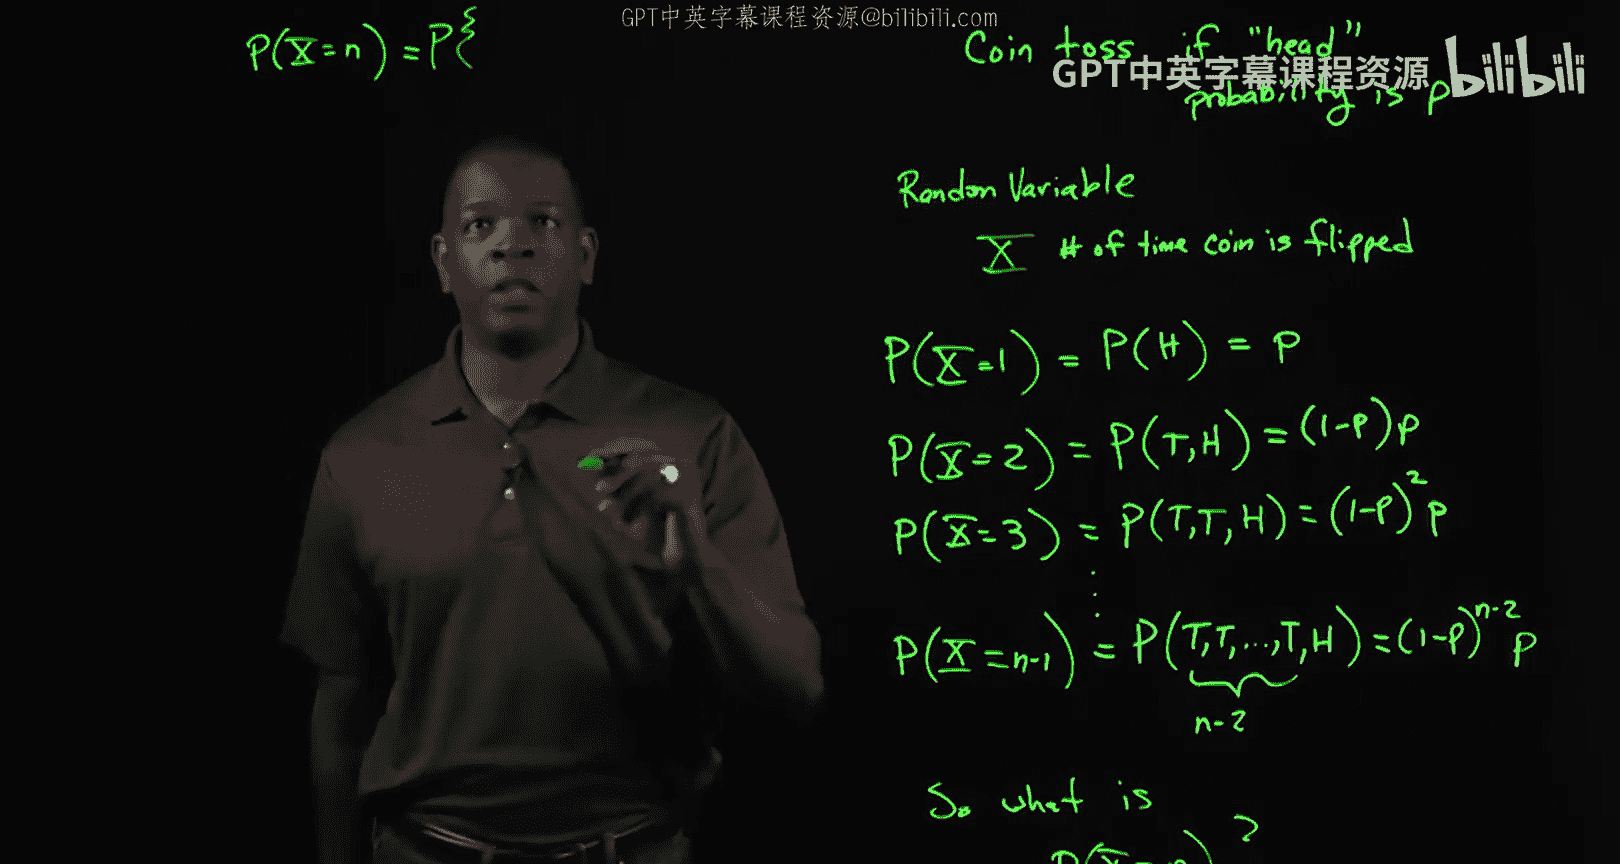 GPT中英字幕课程资源@bilibili.com
P(X=n) = P{
Coin toss if "head"
probability is p
GPT中英字幕课程资源 bilibili
Random Variable
X # of time coin is flipped
P(X=1) = P(H) = P
P(X=2) = P(T,H) = (1-P)P
P(X=3) = P(T,T,H) = (1-P)²P
⋮
P(X=n-1) = P(T,T,...,T,H) = (1-P)ⁿ⁻²P
n-2
So what is
P(X=n)?